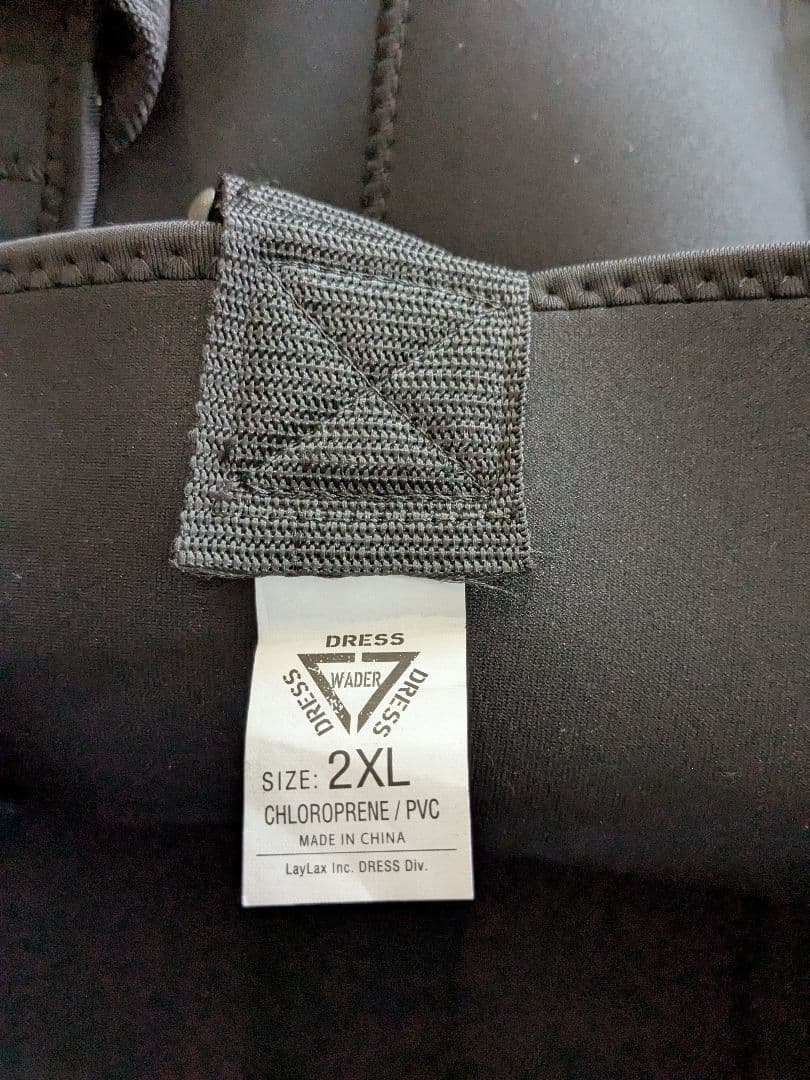 DRESS
DRESS
WADER
DRESS
SIZE: 2XL
CHLOROPRENE / PVC
MADE IN CHINA
LayLax Inc. DRESS Div.